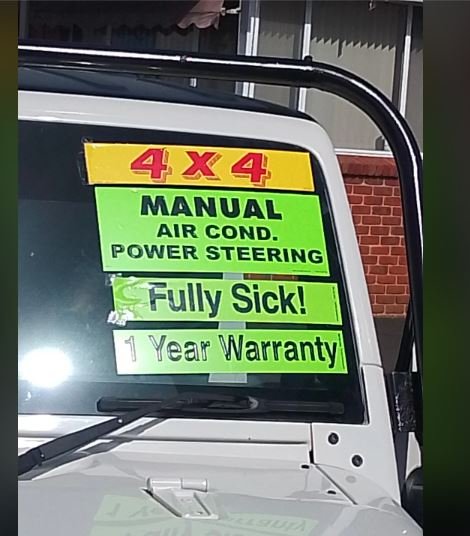 4 X 4
MANUAL
AIR COND.
POWER STEERING
Fully Sick!
1 Year Warranty